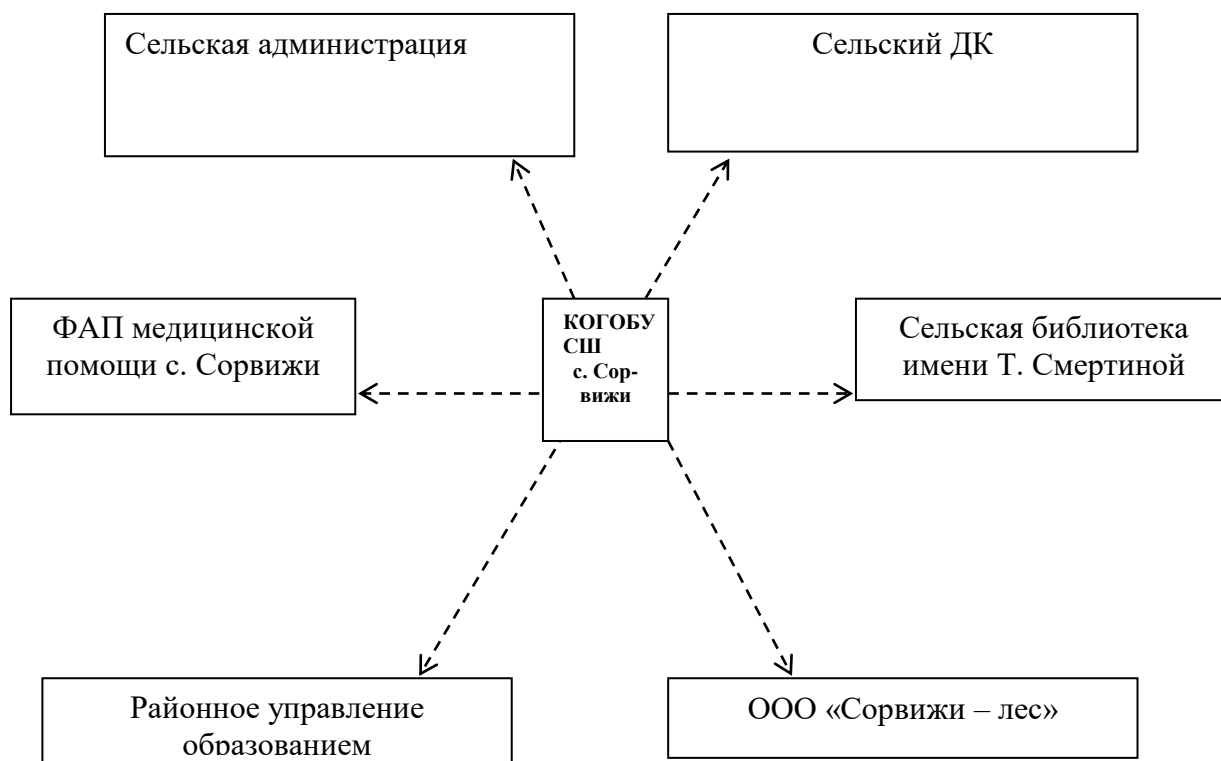 Сельская администрация
Сельский ДК
ФАП медицинской
помощи с. Сорвижи
КОГОБУ
СШ
с. Сор-
вижи
Сельская библиотека
имени Т. Смертиной
Районное управление
образованием
ООО «Сорвижи – лес»